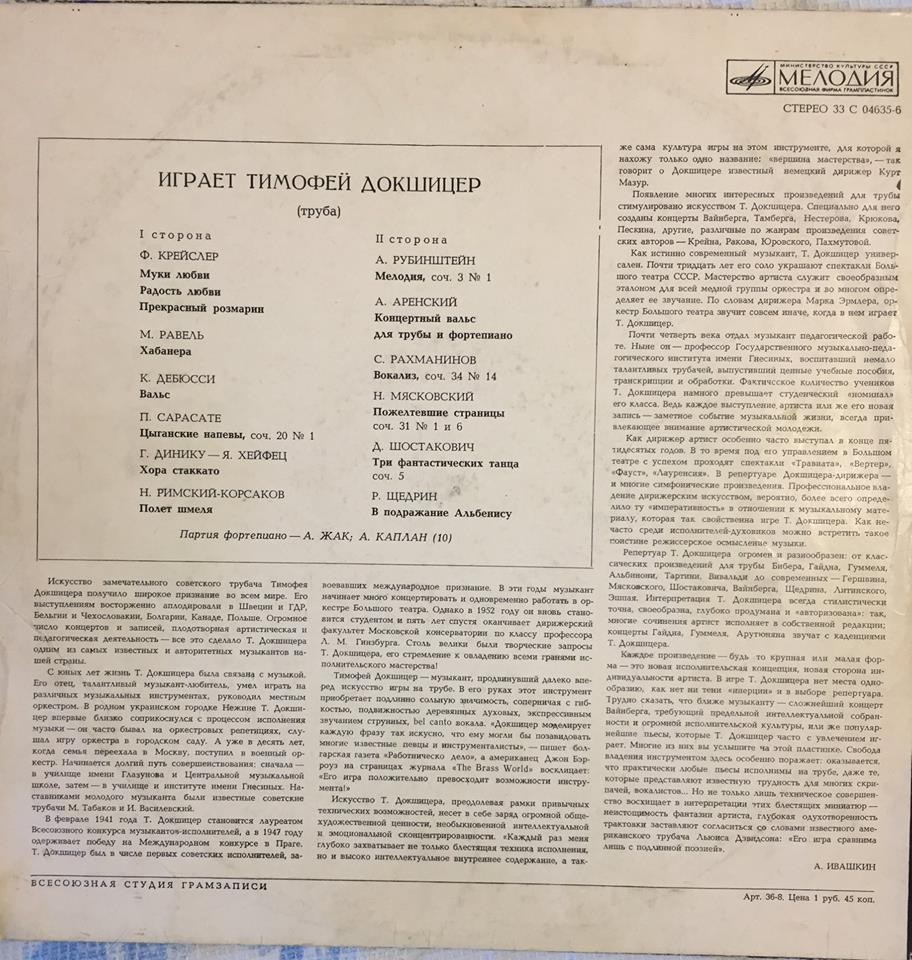 МИНИСТЕРСТВО КУЛЬТУРЫ СССР
МЕЛОДИЯ
ВСЕСОЮЗНАЯ ФИРМА ГРАМПЛАСТИНОК
СТЕРЕО 33 С 04635-6
ИГРАЕТ ТИМОФЕЙ ДОКШИЦЕР
(труба)
I сторона
Ф. КРЕЙСЛЕР
Муки любви
Радость любви
Прекрасный розмарин
М. РАВЕЛЬ
Хабанера
К. ДЕБЮССИ
Вальс
П. САРАСАТЕ
Цыганские напевы, соч. 20 № 1
Г. ДИНИКУ — Я. ХЕЙФЕЦ
Хора стаккато
Н. РИМСКИЙ-КОРСАКОВ
Полет шмеля
II сторона
А. РУБИНШТЕЙН
Мелодия, соч. 3 № 1
А. АРЕНСКИЙ
Концертный вальс
для трубы и фортепиано
С. РАХМАНИНОВ
Вокализ, соч. 34 № 14
Н. МЯСКОВСКИЙ
Пожелтевшие страницы
соч. 31 № 1 и 6
Д. ШОСТАКОВИЧ
Три фантастических танца
соч. 5
Р. ЩЕДРИН
В подражание Альбенису
Партия фортепиано — А. ЖАК; А. КАПЛАН (10)
Искусство замечательного советского трубача Тимофея
Докшицера получило широкое признание во всем мире. Его
выступлениям восторженно аплодировали в Швеции и ГДР,
Бельгии и Чехословакии, Болгарии, Канаде, Польше. Огромное
число концертов и записей, плодотворная артистическая и
педагогическая деятельность — все это сделало Т. Докшицера
одним из самых известных и авторитетных музыкантов на-
шей страны.
С юных лет жизнь Т. Докшицера была связана с музыкой.
Его отец, талантливый музыкант-любитель, умел играть на
различных музыкальных инструментах, руководил местным
оркестром. В родном украинском городке Нежине Т. Докши-
цер впервые близко соприкоснулся с процессом исполнения
музыки — он часто бывал на оркестровых репетициях, слу-
шал игру оркестра в городском саду. А уже в десять лет,
когда семья переехала в Москву, поступил в военный ор-
кестр. Начинается долгий путь совершенствования: сначала —
в училище имени Глазунова и Центральной музыкальной
школе, затем — в училище и институте имени Гнесиных. На-
ставниками молодого музыканта были известные советские
трубачи М. Табаков и И. Василевский.
В феврале 1941 года Т. Докшицер становится лауреатом
Всесоюзного конкурса музыкантов-исполнителей, а в 1947 году
одерживает победу на Международном конкурсе в Праге.
Т. Докшицер был в числе первых советских исполнителей, за-
воевавших международное признание. В эти годы музыкант
начинает много концертировать и одновременно работать в ор-
кестре Большого театра. Однако в 1952 году он вновь стано-
вится студентом и пять лет спустя оканчивает дирижерский
факультет Московской консерватории по классу профессора
Л. М. Гинзбурга. Столь велики были творческие запросы
Т. Докшицера, его стремление к овладению всеми гранями ис-
полнительского мастерства!
Тимофей Докшицер — музыкант, продвинувший далеко впе-
ред искусство игры на трубе. В его руках этот инструмент
приобретает подлинно сольную значимость, соперничая с гиб-
костью, подвижностью деревянных духовых, экспрессивным
звучанием струнных, bel canto вокала. «Докшицер моделирует
каждую фразу так искусно, что ему могли бы позавидовать
многие известные певцы и инструменталисты», — пишет бол-
гарская газета «Работническо дело», а американец Джон Бэр-
роуз на страницах журнала «The Brass World» восклицает:
«Его игра положительно превосходит возможности инстру-
мента!»
Искусство Т. Докшицера, преодолевая рамки привычных
технических возможностей, несет в себе заряд огромной обще-
художественной ценности, необыкновенной интеллектуальной
и эмоциональной сконцентрированности. «Каждый раз меня
глубоко захватывает не только блестящая техника исполнения,
но и высоко интеллектуальное внутреннее содержание, а так-
же сама культура игры на этом инструменте, для которой я
нахожу только одно название: «вершина мастерства», — так
говорит о Докшицере известный немецкий дирижер Курт
Мазур.
Появление многих интересных произведений для трубы
стимулировано искусством Т. Докшицера. Специально для него
созданы концерты Вайнберга, Тамберга, Нестерова, Крюкова,
Пескина, другие, различные по жанрам произведения совет-
ских авторов — Крейна, Ракова, Юровского, Пахмутовой.
Как истинно современный музыкант, Т. Докшицер универ-
сален. Почти тридцать лет его соло украшают спектакли Боль-
шого театра СССР. Мастерство артиста служит своеобразным
эталоном для всей медной группы оркестра и во многом опре-
деляет ее звучание. По словам дирижера Марка Эрмлера, ор-
кестр Большого театра звучит совсем иначе, когда в нем играет
Т. Докшицер.
Почти четверть века отдал музыкант педагогической рабо-
те. Ныне он — профессор Государственного музыкально-педа-
гогического института имени Гнесиных, воспитавший немало
талантливых трубачей, выпустивший ценные учебные пособия,
транскрипции и обработки. Фактическое количество учеников
Т. Докшицера намного превышает студенческий «номинал»
его класса. Ведь каждое выступление артиста или же его новая
запись — заметное событие музыкальной жизни, всегда при-
влекающее внимание артистической молодежи.
Как дирижер артист особенно часто выступал в конце пя-
тидесятых годов. В то время под его управлением в Большом
театре с успехом проходят спектакли «Травиата», «Вертер»,
«Фауст», «Лауренсия». В репертуаре Докшицера-дирижера —
и многие симфонические произведения. Профессиональное вла-
дение дирижерским искусством, вероятно, более всего опреде-
лило ту «императивность» в отношении к музыкальному мате-
риалу, которая так свойственна игре Т. Докшицера. Как не-
часто среди исполнителей-духовиков можно встретить такое
поистине режиссерское осмысление музыки.
Репертуар Т. Докшицера огромен и разнообразен: от клас-
сических произведений для трубы Бибера, Гайдна, Гуммеля,
Альбинони, Тартини, Вивальди до современных — Гершвина,
Мясковского, Шостаковича, Вайнберга, Щедрина, Литинского,
Эшпая. Интерпретация Т. Докшицера всегда стилистически
точна, своеобразна, глубоко продумана и «авторизована»: так,
многие сочинения артист исполняет в собственной редакции;
концерты Гайдна, Гуммеля, Арутюняна звучат с каденциями
Т. Докшицера.
Каждое произведение — будь то крупная или малая фор-
ма — это новая исполнительская концепция, новая сторона ин-
дивидуальности артиста. В игре Т. Докшицера нет места одно-
образию, как нет ни тени «инерции» и в выборе репертуара.
Трудно сказать, что ближе музыканту — сложнейший концерт
Вайнберга, требующий предельной интеллектуальной собран-
ности и огромной исполнительской культуры, или же популяр-
нейшие пьесы, которые Т. Докшицер часто с увлечением иг-
рает. Многие из них вы услышите на этой пластинке. Свобода
владения инструментом здесь особенно поражает: оказывается,
что практически любые пьесы исполнимы на трубе, даже те,
которые представляют известную трудность для многих скри-
пачей, вокалистов... Но не только лишь техническое совершен-
ство восхищает в интерпретации этих блестящих миниатюр —
неистощимость фантазии артиста, глубокая одухотворенность
трактовки заставляют согласиться со словами известного аме-
риканского трубача Льюиса Дэвидсона: «Его игра сравнима
лишь с подлинной поэзией».
А. ИВАШКИН
ВСЕСОЮЗНАЯ СТУДИЯ ГРАМЗАПИСИ
Арт. 36-8. Цена 1 руб. 45 коп.